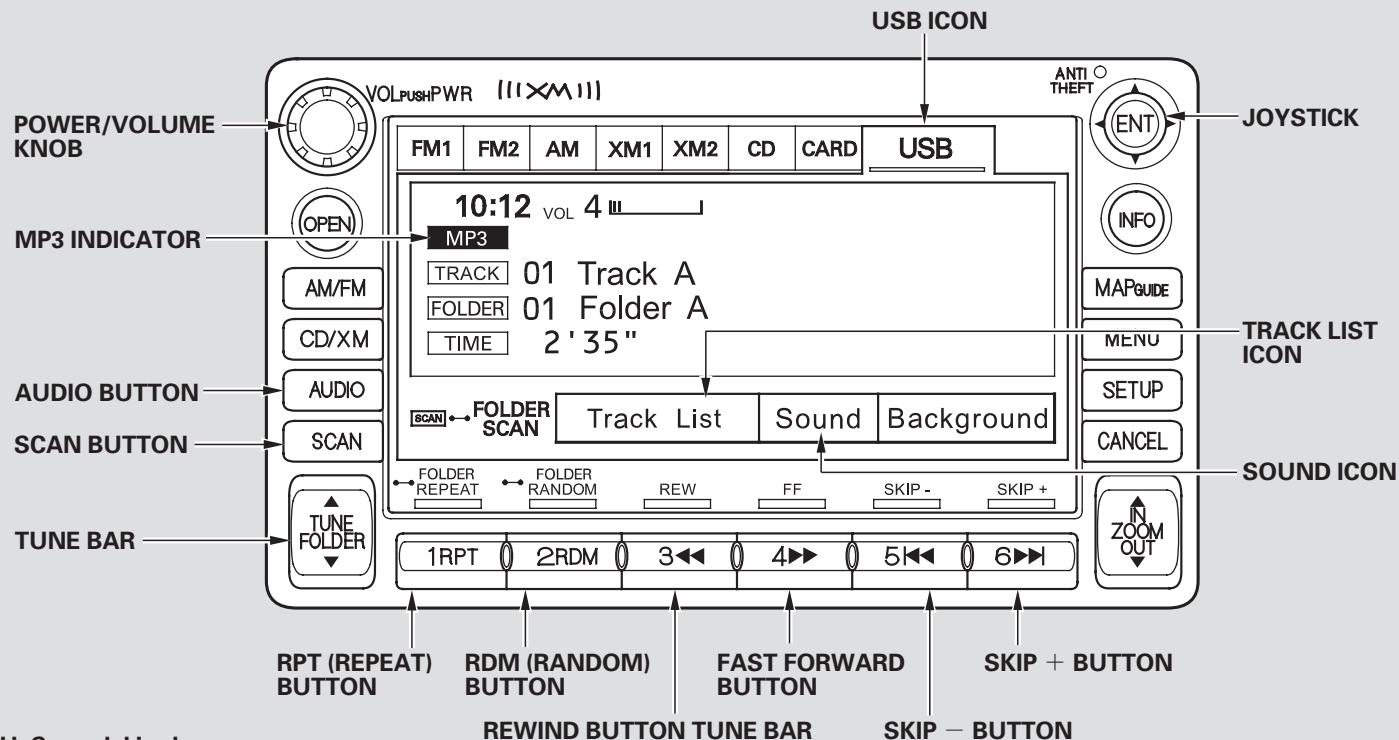 USB ICON
VOL PUSH PWR XM
ANTI
THEFT
POWER/VOLUME
KNOB
ENT
JOYSTICK
FM1 FM2 AM XM1 XM2 CD CARD USB
OPEN
10:12 VOL 4
INFO
MP3 INDICATOR
MP3
AM/FM
TRACK 01 Track A
MAP GUIDE
FOLDER 01 Folder A
CD/XM
TIME 2'35"
MENU
TRACK LIST
ICON
AUDIO BUTTON
AUDIO
SETUP
SCAN FOLDER
SCAN
Track List Sound Background
SCAN BUTTON
SCAN
CANCEL
SOUND ICON
FOLDER
REPEAT
FOLDER
RANDOM
REW FF SKIP - SKIP +
TUNE BAR
TUNE
FOLDER
IN
ZOOM
OUT
1RPT 2RDM 3 4 5 6
RPT (REPEAT)
BUTTON
RDM (RANDOM)
BUTTON
FAST FORWARD
BUTTON
SKIP + BUTTON
REWIND BUTTON TUNE BAR
SKIP − BUTTON